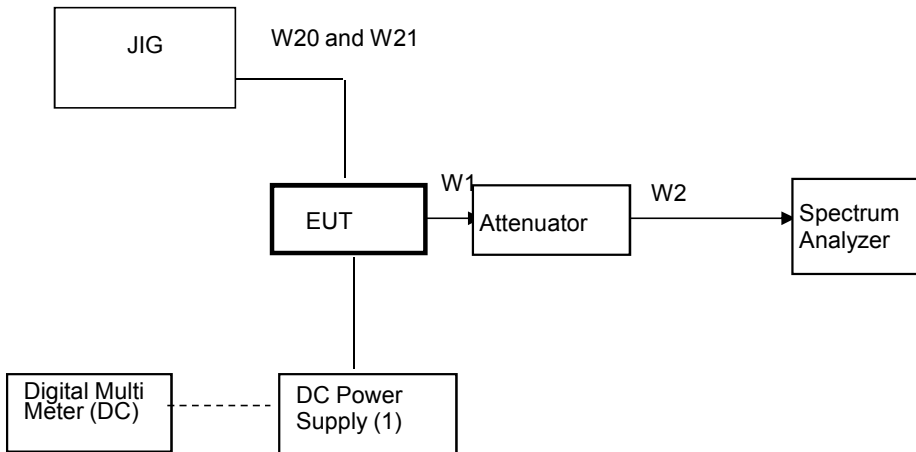 JIG
W20 and W21
W1
W2
EUT
Attenuator
Spectrum
Analyzer
Digital Multi
Meter (DC)
DC Power
Supply (1)